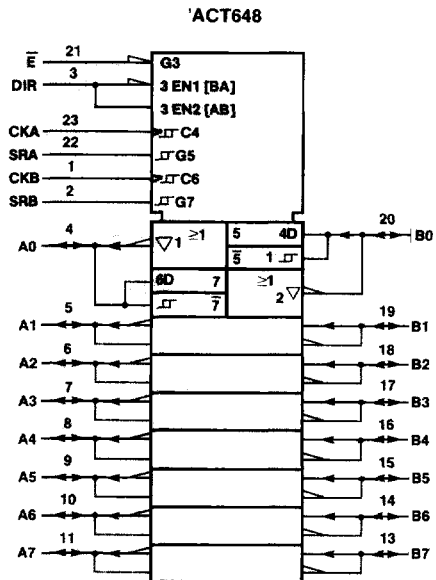 'ACT648
E̅ 21 G3
DIR 3 3 EN1 [BA]
3 EN2 [AB]
CKA 23 C4
SRA 22 G5
CKB 1 C6
SRB 2 G7
A0 4 ▽1 ≥1 5 4D 20 B0
5̅ 1
6D 7 ≥1
7̅ 2▽
A1 5 19 B1
A2 6 18 B2
A3 7 17 B3
A4 8 16 B4
A5 9 15 B5
A6 10 14 B6
A7 11 13 B7